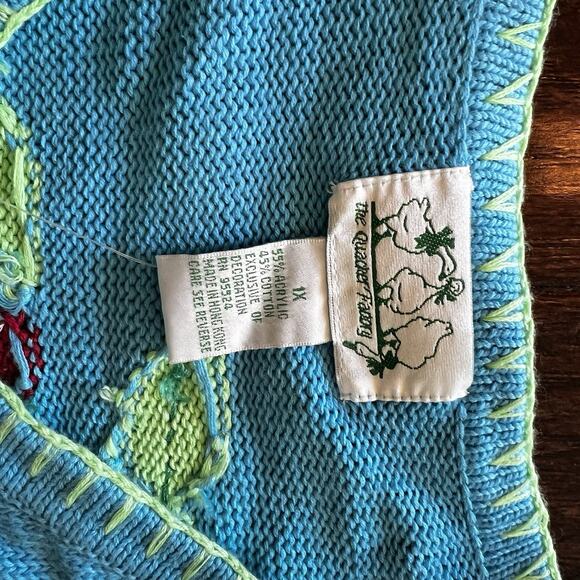 the Quacker Factory
1X
55% ACRYLIC
45% COTTON
EXCLUSIVE OF
DECORATION
RN 95524
MADE IN HONG KONG
CARE SEE REVERSE